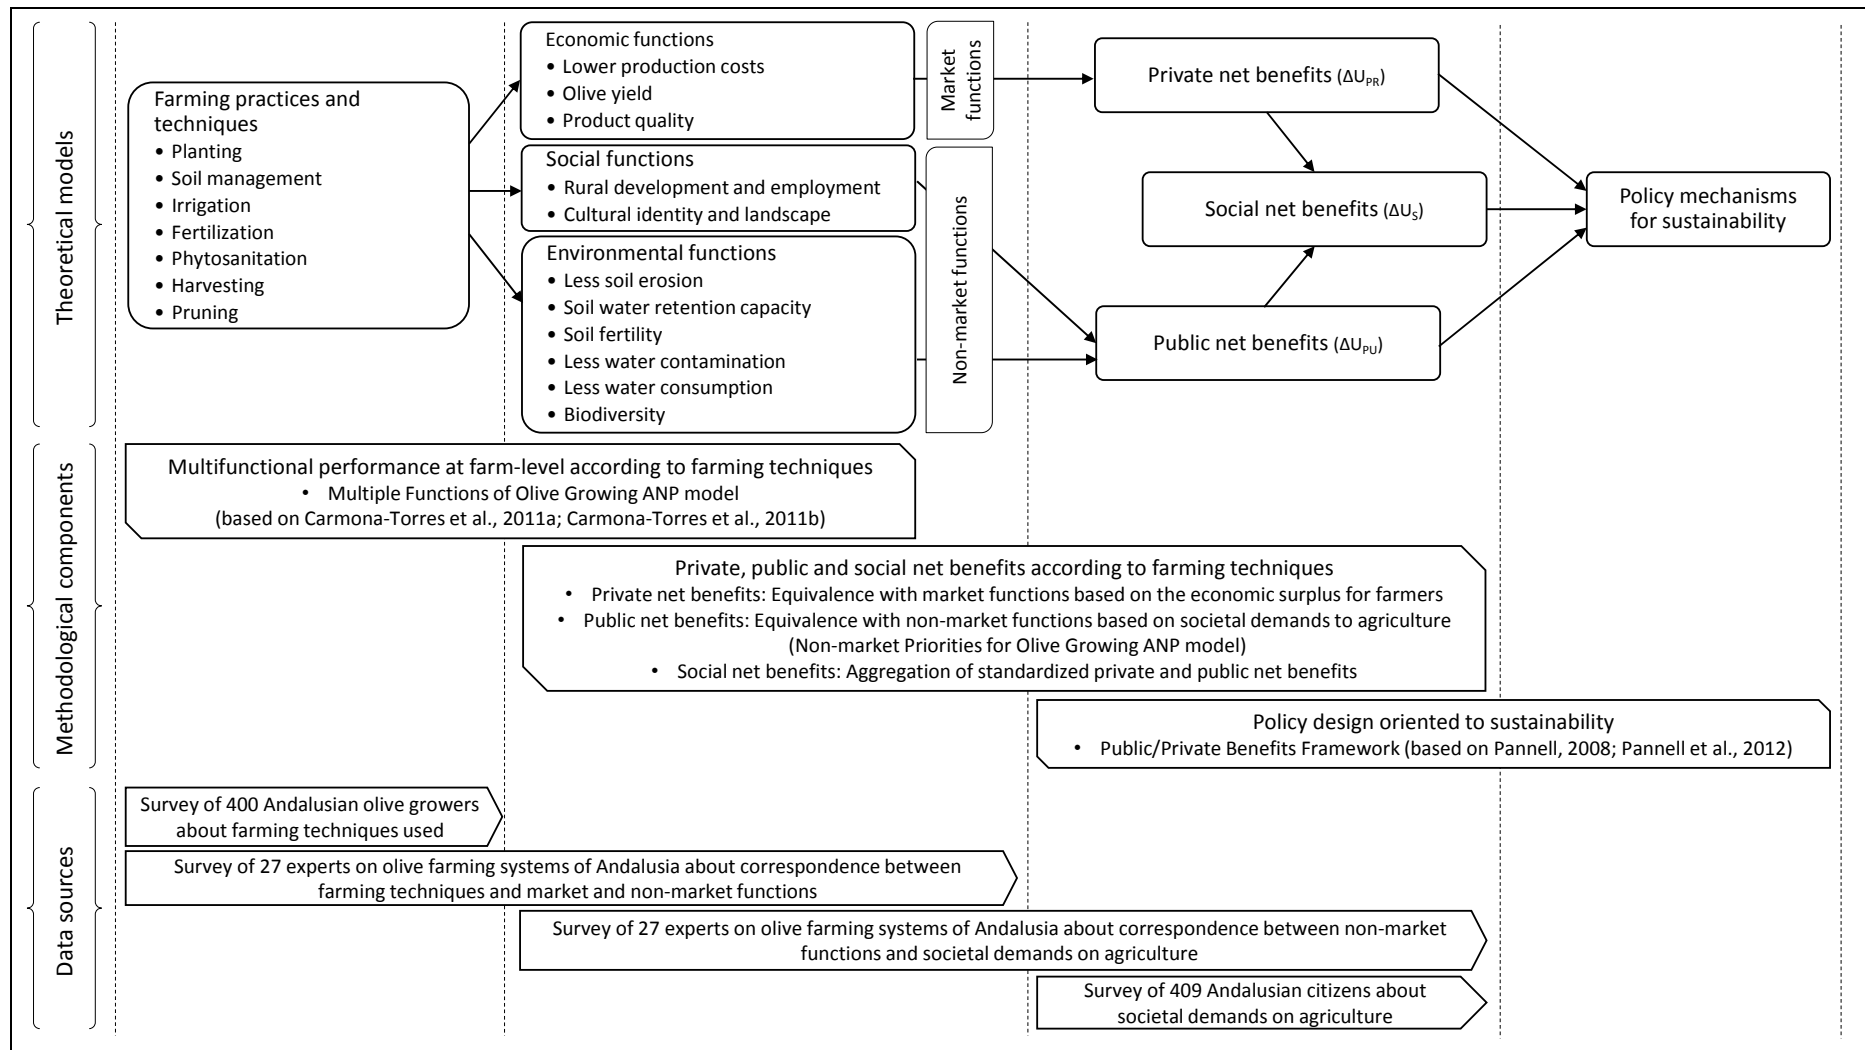 Theoretical models
Farming practices and
techniques
• Planting
• Soil management
• Irrigation
• Fertilization
• Phytosanitation
• Harvesting
• Pruning
Economic functions
• Lower production costs
• Olive yield
• Product quality
Social functions
• Rural development and employment
• Cultural identity and landscape
Environmental functions
• Less soil erosion
• Soil water retention capacity
• Soil fertility
• Less water contamination
• Less water consumption
• Biodiversity
Market
functions
Non-market functions
Private net benefits (ΔU_PR)
Social net benefits (ΔU_S)
Public net benefits (ΔU_PU)
Policy mechanisms
for sustainability
Methodological components
Multifunctional performance at farm-level according to farming techniques
• Multiple Functions of Olive Growing ANP model
(based on Carmona-Torres et al., 2011a; Carmona-Torres et al., 2011b)
Private, public and social net benefits according to farming techniques
• Private net benefits: Equivalence with market functions based on the economic surplus for farmers
• Public net benefits: Equivalence with non-market functions based on societal demands to agriculture
(Non-market Priorities for Olive Growing ANP model)
• Social net benefits: Aggregation of standardized private and public net benefits
Policy design oriented to sustainability
• Public/Private Benefits Framework (based on Pannell, 2008; Pannell et al., 2012)
Data sources
Survey of 400 Andalusian olive growers
about farming techniques used
Survey of 27 experts on olive farming systems of Andalusia about correspondence between
farming techniques and market and non-market functions
Survey of 27 experts on olive farming systems of Andalusia about correspondence between non-market
functions and societal demands on agriculture
Survey of 409 Andalusian citizens about
societal demands on agriculture